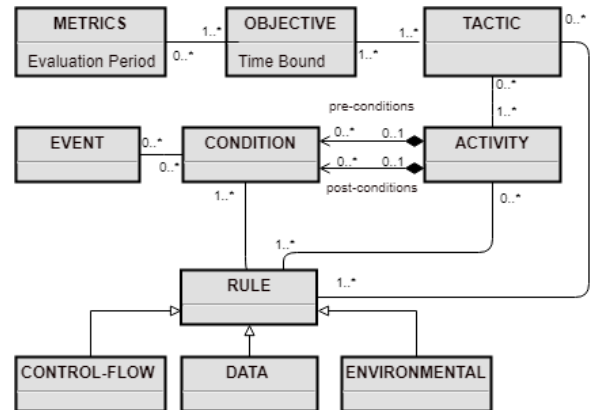 METRICS
Evaluation Period
0..*
1..*
OBJECTIVE
Time Bound
1..*
1..*
TACTIC
0..*
0..*
1..*
pre-conditions
EVENT
0..*
0..*
CONDITION
0..*
0..1
0..*
0..1
ACTIVITY
post-conditions
1..*
0..*
1..*
RULE
1..*
CONTROL-FLOW
DATA
ENVIRONMENTAL